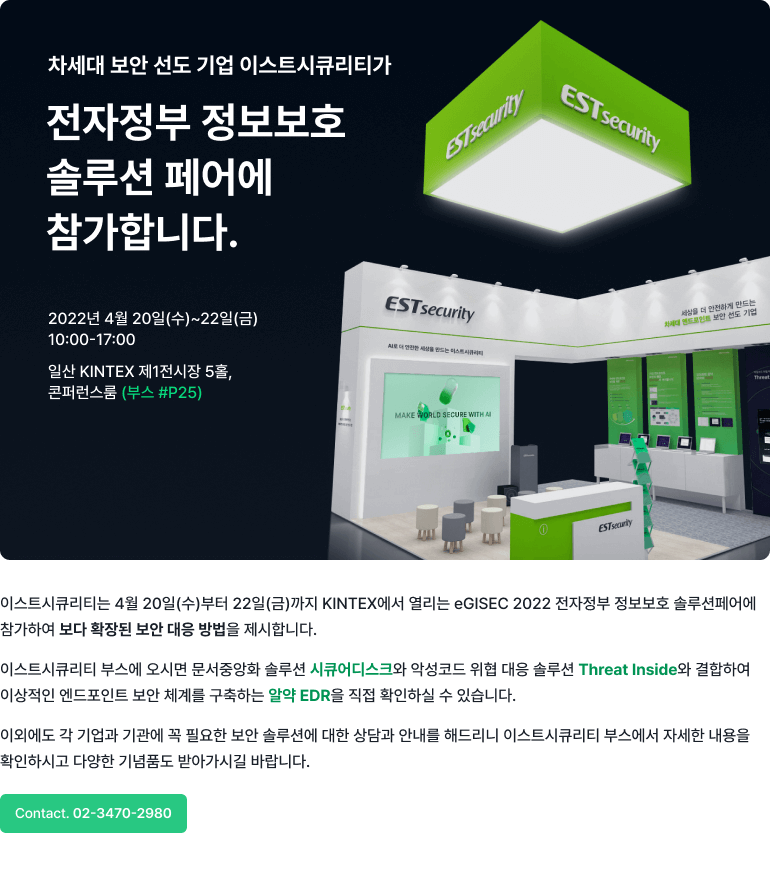 차세대 보안 선도 기업 이스트시큐리티가
전자정부 정보보호
솔루션 페어에
참가합니다.
2022년 4월 20일(수)~22일(금)
10:00-17:00
일산 KINTEX 제1전시장 5홀,
콘퍼런스룸 (부스 #P25)
ESTsecurity
ESTsecurity
ESTsecurity
세상을 더 안전하게 만드는
차세대 엔드포인트 보안 선도 기업
AI로 더 안전한 세상을 만드는 이스트시큐리티
MAKE WORLD SECURE WITH AI
Threat
ESTsecurity
이스트시큐리티는 4월 20일(수)부터 22일(금)까지 KINTEX에서 열리는 eGISEC 2022 전자정부 정보보호 솔루션페어에
참가하여 보다 확장된 보안 대응 방법을 제시합니다.
이스트시큐리티 부스에 오시면 문서중앙화 솔루션 시큐어디스크와 악성코드 위협 대응 솔루션 Threat Inside와 결합하여
이상적인 엔드포인트 보안 체계를 구축하는 알약 EDR을 직접 확인하실 수 있습니다.
이외에도 각 기업과 기관에 꼭 필요한 보안 솔루션에 대한 상담과 안내를 해드리니 이스트시큐리티 부스에서 자세한 내용을
확인하시고 다양한 기념품도 받아가시길 바랍니다.
Contact. 02-3470-2980